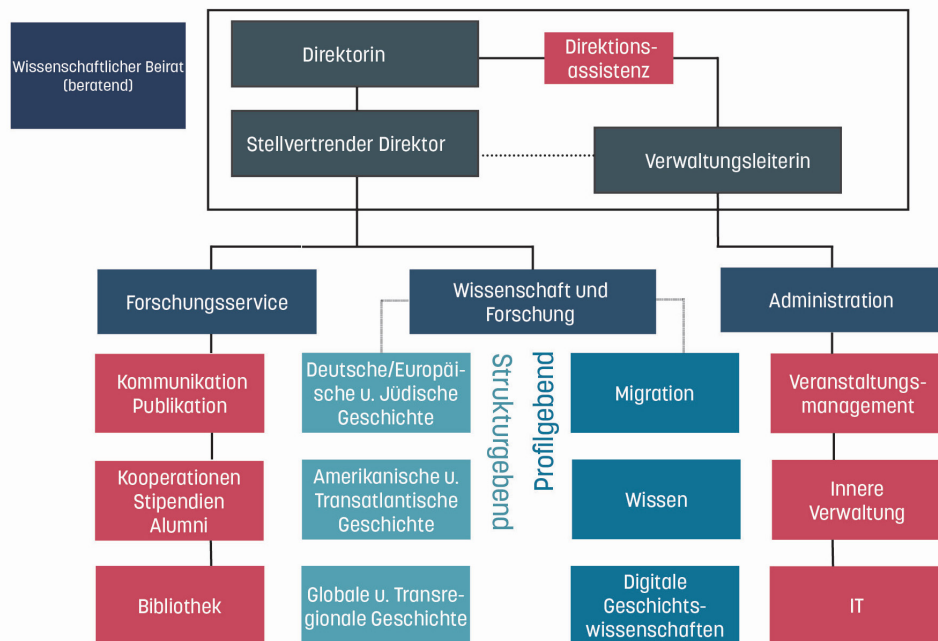 Wissenschaftlicher Beirat
(beratend)
Direktorin
Direktions-
assistenz
Stellvertrender Direktor
Verwaltungsleiterin
Forschungsservice
Wissenschaft und
Forschung
Administration
Kommunikation
Publikation
Deutsche/Europäi-
sche u. Jüdische
Geschichte
Strukturgebend
Profilgebend
Migration
Veranstaltungs-
management
Kooperationen
Stipendien
Alumni
Amerikanische u.
Transatlantische
Geschichte
Wissen
Innere
Verwaltung
Bibliothek
Globale u. Transre-
gionale Geschichte
Digitale
Geschichts-
wissenschaften
IT